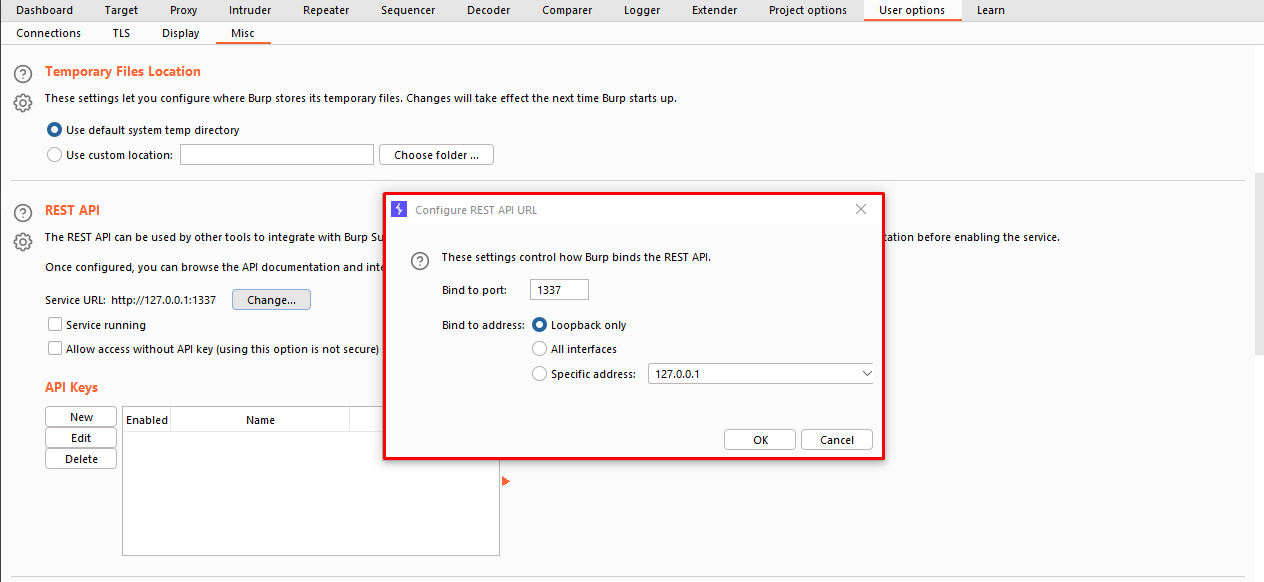 Dashboard Target Proxy Intruder Repeater Sequencer Decoder Comparer Logger Extender Project options User options Learn
Connections TLS Display Misc
Temporary Files Location
These settings let you configure where Burp stores its temporary files. Changes will take effect the next time Burp starts up.
Use default system temp directory
Use custom location: Choose folder ...
REST API
The REST API can be used by other tools to integrate with Burp Su
ation before enabling the service.
Once configured, you can browse the API documentation and inte
Service URL: http://127.0.0.1:1337 Change...
Service running
Allow access without API key (using this option is not secure)
API Keys
New
Edit
Delete
Enabled Name
Configure REST API URL
These settings control how Burp binds the REST API.
Bind to port: 1337
Bind to address: Loopback only
All interfaces
Specific address: 127.0.0.1
OK Cancel